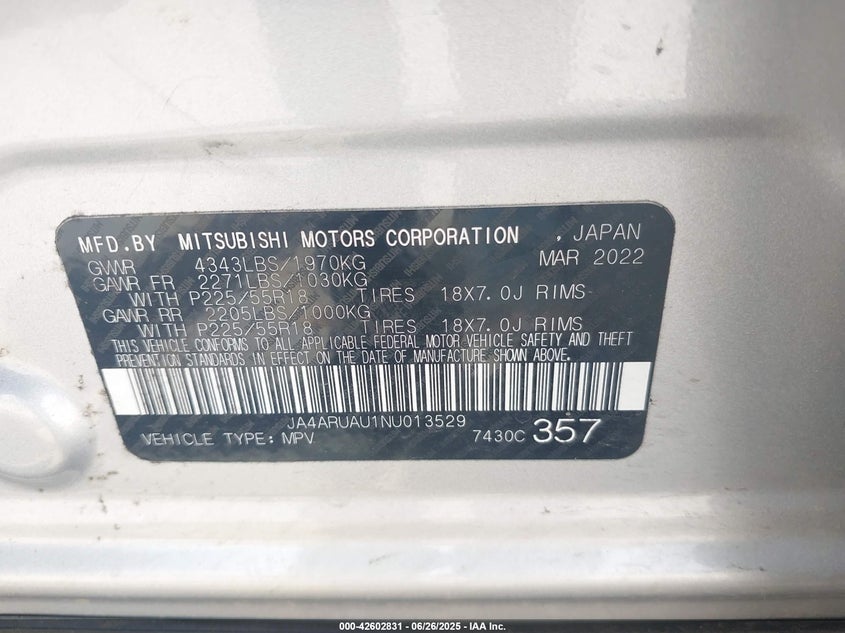 MFD.BY MITSUBISHI MOTORS CORPORATION , JAPAN
GVWR 4343LBS/1970KG MAR 2022
GAWR FR 2271LBS/1030KG
WITH P225/55R18 TIRES 18X7.0J RIMS
GAWR RR 2205LBS/1000KG
WITH P225/55R18 TIRES 18X7.0J RIMS
THIS VEHICLE CONFORMS TO ALL APPLICABLE FEDERAL MOTOR VEHICLE SAFETY AND THEFT
PREVENTION STANDARDS IN EFFECT ON THE DATE OF MANUFACTURE SHOWN ABOVE.
JA4ARUAU1NU013529
VEHICLE TYPE: MPV 7430C 357
000-42602831 - 06/26/2025 - IAA Inc.